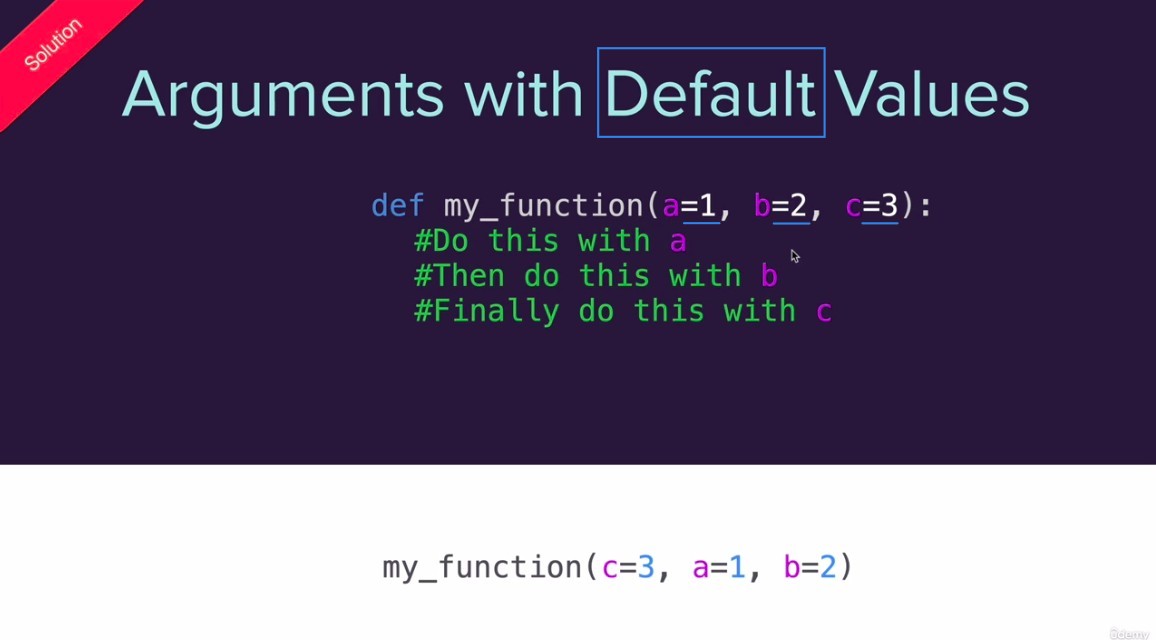 Solution
Arguments with Default Values
def my_function(a=1, b=2, c=3):
#Do this with a
#Then do this with b
#Finally do this with c
my_function(c=3, a=1, b=2)